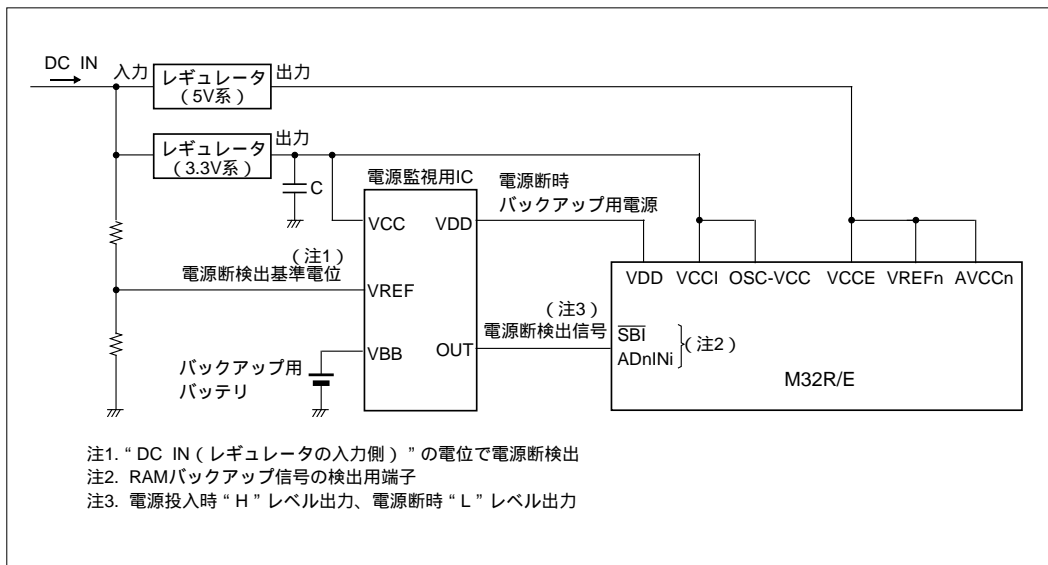 DC IN
入力
レギュレータ
（5V系）
出力
レギュレータ
（3.3V系）
出力
C
電源監視用IC
VCC
VDD
電源断時
バックアップ用電源
（注1）
電源断検出基準電位
VREF
VBB
OUT
バックアップ用
バッテリ
（注3）
電源断検出信号
VDD VCCI OSC-VCC VCCE VREFn AVCCn
SBI
ADnINi
（注2）
M32R/E
注1. “ DC IN（レギュレータの入力側）” の電位で電源断検出
注2. RAMバックアップ信号の検出用端子
注3. 電源投入時 “ H ” レベル出力、電源断時 “ L ” レベル出力